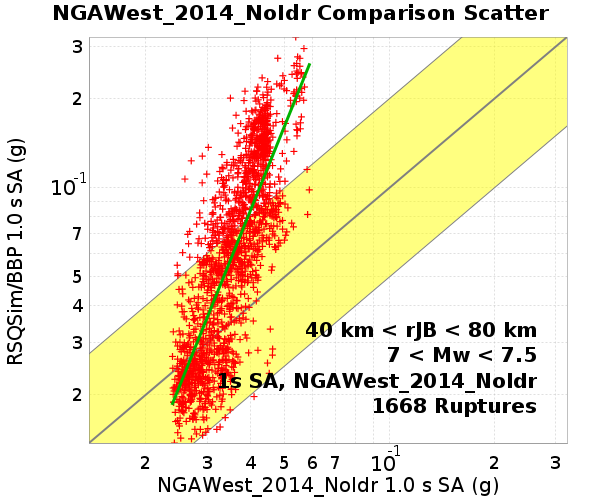 NGAWest_2014_NoIdr Comparison Scatter
RSQSim/BBP 1.0 s SA (g)
3
2
10-1
7
5
4
3
2
40 km < rJB < 80 km
7 < Mw < 7.5
1s SA, NGAWest_2014_NoIdr
1668 Ruptures
2 3 4 5 6 7 10-1 2 3
NGAWest_2014_NoIdr 1.0 s SA (g)